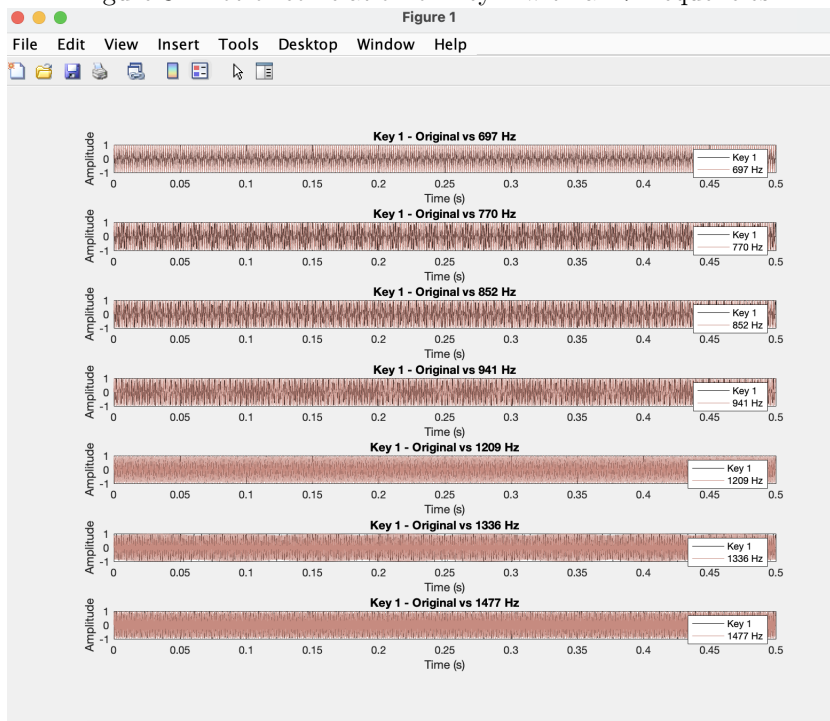 Figure 1
File Edit View Insert Tools Desktop Window Help
Key 1 - Original vs 697 Hz
Amplitude
1
0
-1
Key 1
697 Hz
0 0.05 0.1 0.15 0.2 0.25 0.3 0.35 0.4 0.45 0.5
Time (s)
Key 1 - Original vs 770 Hz
Amplitude
1
0
-1
Key 1
770 Hz
0 0.05 0.1 0.15 0.2 0.25 0.3 0.35 0.4 0.45 0.5
Time (s)
Key 1 - Original vs 852 Hz
Amplitude
1
0
-1
Key 1
852 Hz
0 0.05 0.1 0.15 0.2 0.25 0.3 0.35 0.4 0.45 0.5
Time (s)
Key 1 - Original vs 941 Hz
Amplitude
1
0
-1
Key 1
941 Hz
0 0.05 0.1 0.15 0.2 0.25 0.3 0.35 0.4 0.45 0.5
Time (s)
Key 1 - Original vs 1209 Hz
Amplitude
1
0
-1
Key 1
1209 Hz
0 0.05 0.1 0.15 0.2 0.25 0.3 0.35 0.4 0.45 0.5
Time (s)
Key 1 - Original vs 1336 Hz
Amplitude
1
0
-1
Key 1
1336 Hz
0 0.05 0.1 0.15 0.2 0.25 0.3 0.35 0.4 0.45 0.5
Time (s)
Key 1 - Original vs 1477 Hz
Amplitude
1
0
-1
Key 1
1477 Hz
0 0.05 0.1 0.15 0.2 0.25 0.3 0.35 0.4 0.45 0.5
Time (s)